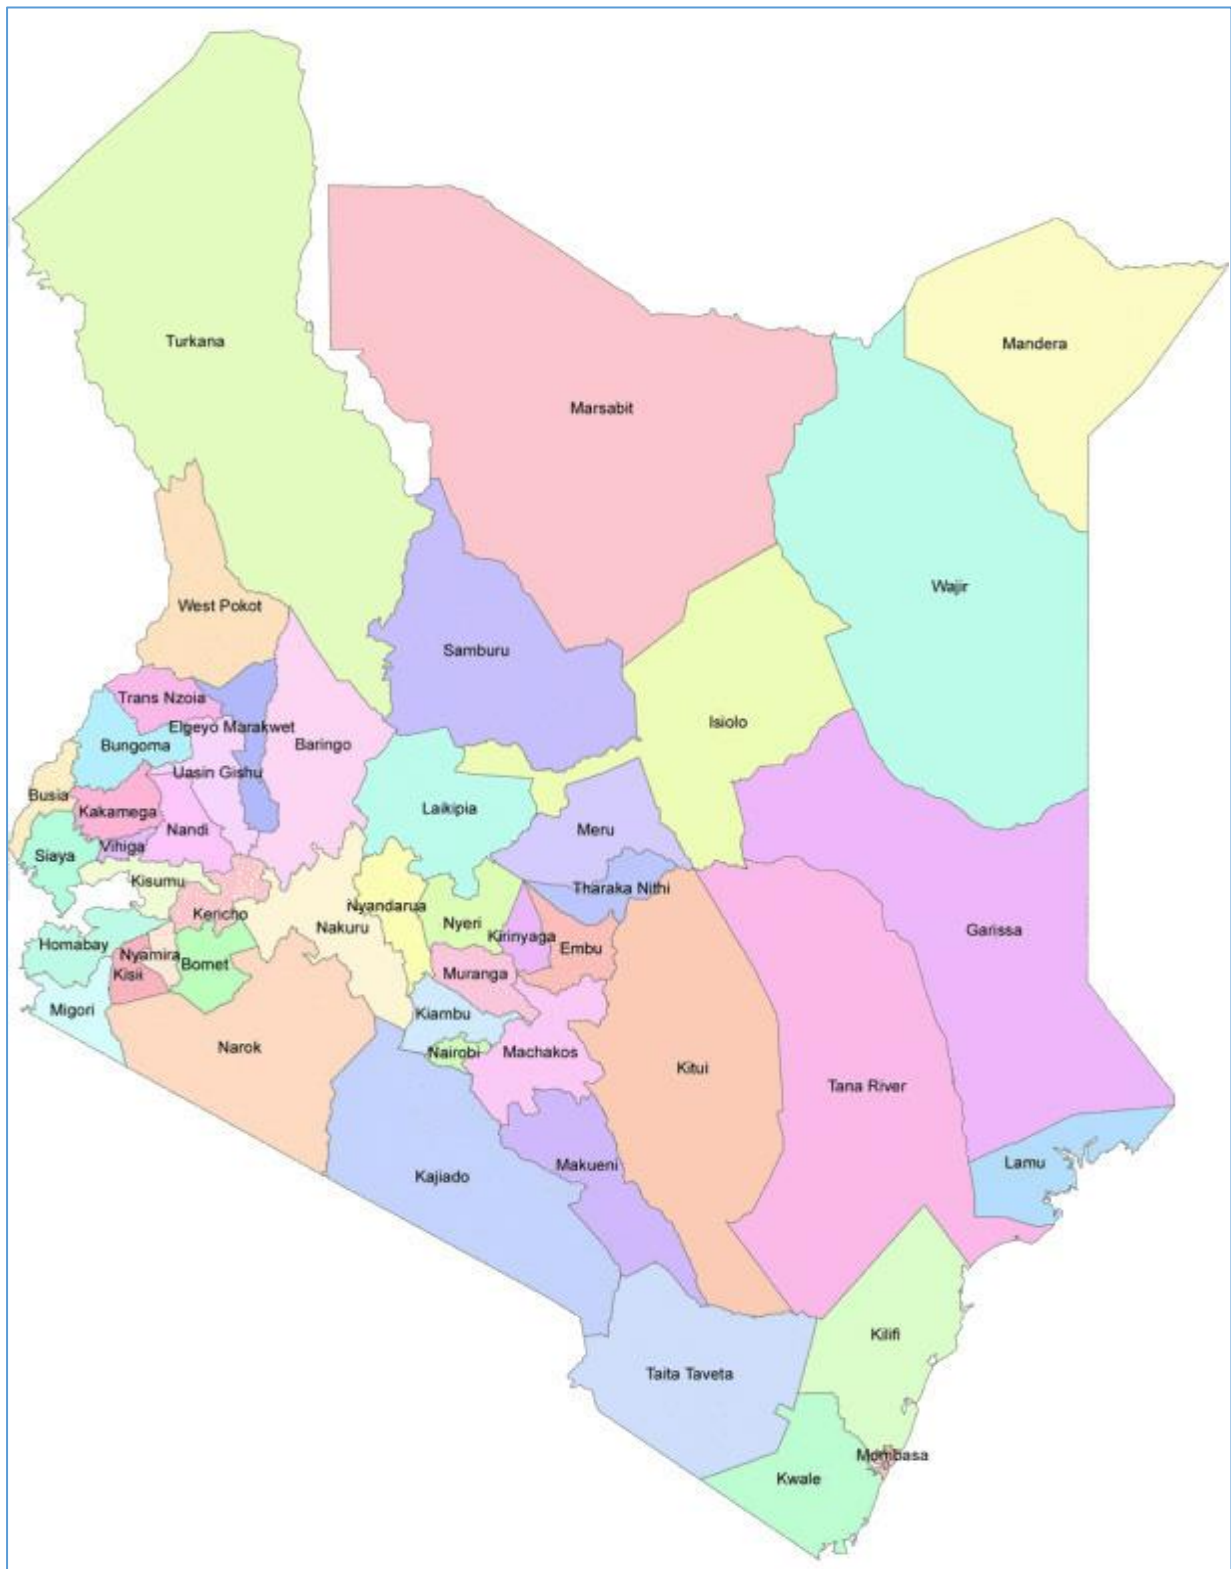 Turkana
Mandera
Marsabit
Wajir
West Pokot
Samburu
Trans Nzoia
Isiolo
Elgeyo Marakwet
Bungoma
Baringo
Uasin Gishu
Busia
Kakamega
Laikipia
Nandi
Meru
Vihiga
Siaya
Kisumu
Tharaka Nithi
Nyandarua
Kericho
Nyeri
Nakuru
Garissa
Kirinyaga
Homabay
Embu
Nyamira
Bomet
Kisii
Muranga
Migori
Kiambu
Narok
Nairobi
Machakos
Kitui
Tana River
Lamu
Makueni
Kajiado
Kilifi
Taita Taveta
Mombasa
Kwale